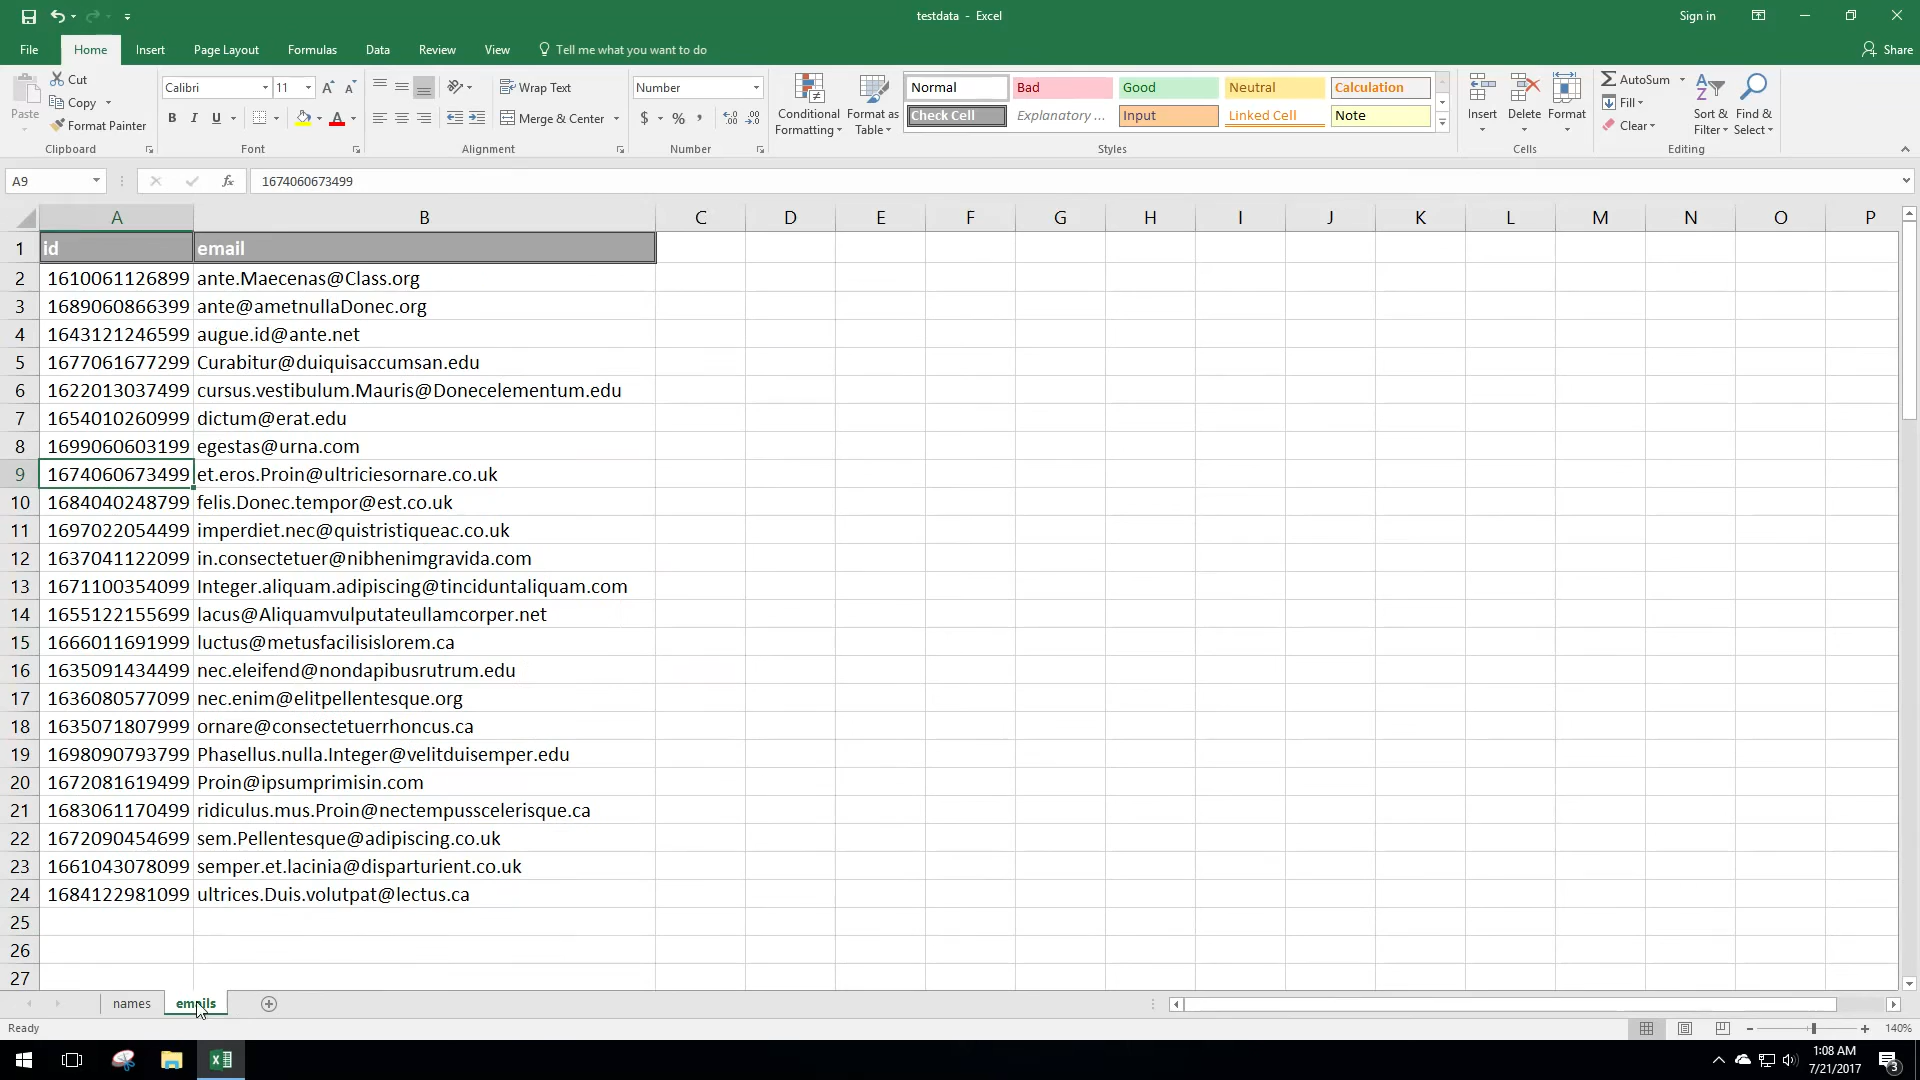 testdata - Excel
Sign in
File Home Insert Page Layout Formulas Data Review View Tell me what you want to do Share
Paste
Cut
Copy
Format Painter
Clipboard
Calibri 11
B I U
Font
Wrap Text
Merge & Center
Alignment
Number
$ % ,
Number
Conditional Formatting
Format as Table
Normal Bad Good Neutral Calculation
Check Cell Explanatory ... Input Linked Cell Note
Styles
Insert Delete Format
Cells
AutoSum
Fill
Clear
Sort & Filter
Find & Select
Editing
A9 fx 1674060673499
A B C D E F G H I J K L M N O P
1 id email
2 1610061126899 ante.Maecenas@Class.org
3 1689060866399 ante@ametnullaDonec.org
4 1643121246599 augue.id@ante.net
5 1677061677299 Curabitur@duiquisaccumsan.edu
6 1622013037499 cursus.vestibulum.Mauris@Donecelementum.edu
7 1654010260999 dictum@erat.edu
8 1699060603199 egestas@urna.com
9 1674060673499 et.eros.Proin@ultriciesornare.co.uk
10 1684040248799 felis.Donec.tempor@est.co.uk
11 1697022054499 imperdiet.nec@quistristiqueac.co.uk
12 1637041122099 in.consectetuer@nibhenimgravida.com
13 1671100354099 Integer.aliquam.adipiscing@tinciduntaliquam.com
14 1655122155699 lacus@Aliquamvulputateullamcorper.net
15 1666011691999 luctus@metusfacilisislorem.ca
16 1635091434499 nec.eleifend@nondapibusrutrum.edu
17 1636080577099 nec.enim@elitpellentesque.org
18 1635071807999 ornare@consectetuerrhoncus.ca
19 1698090793799 Phasellus.nulla.Integer@velitduisemper.edu
20 1672081619499 Proin@ipsumprimisin.com
21 1683061170499 ridiculus.mus.Proin@nectempusscelerisque.ca
22 1672090454699 sem.Pellentesque@adipiscing.co.uk
23 1661043078099 semper.et.lacinia@disparturient.co.uk
24 1684122981099 ultrices.Duis.volutpat@lectus.ca
25
26
27
names emails
Ready
140%
1:08 AM
7/21/2017
3